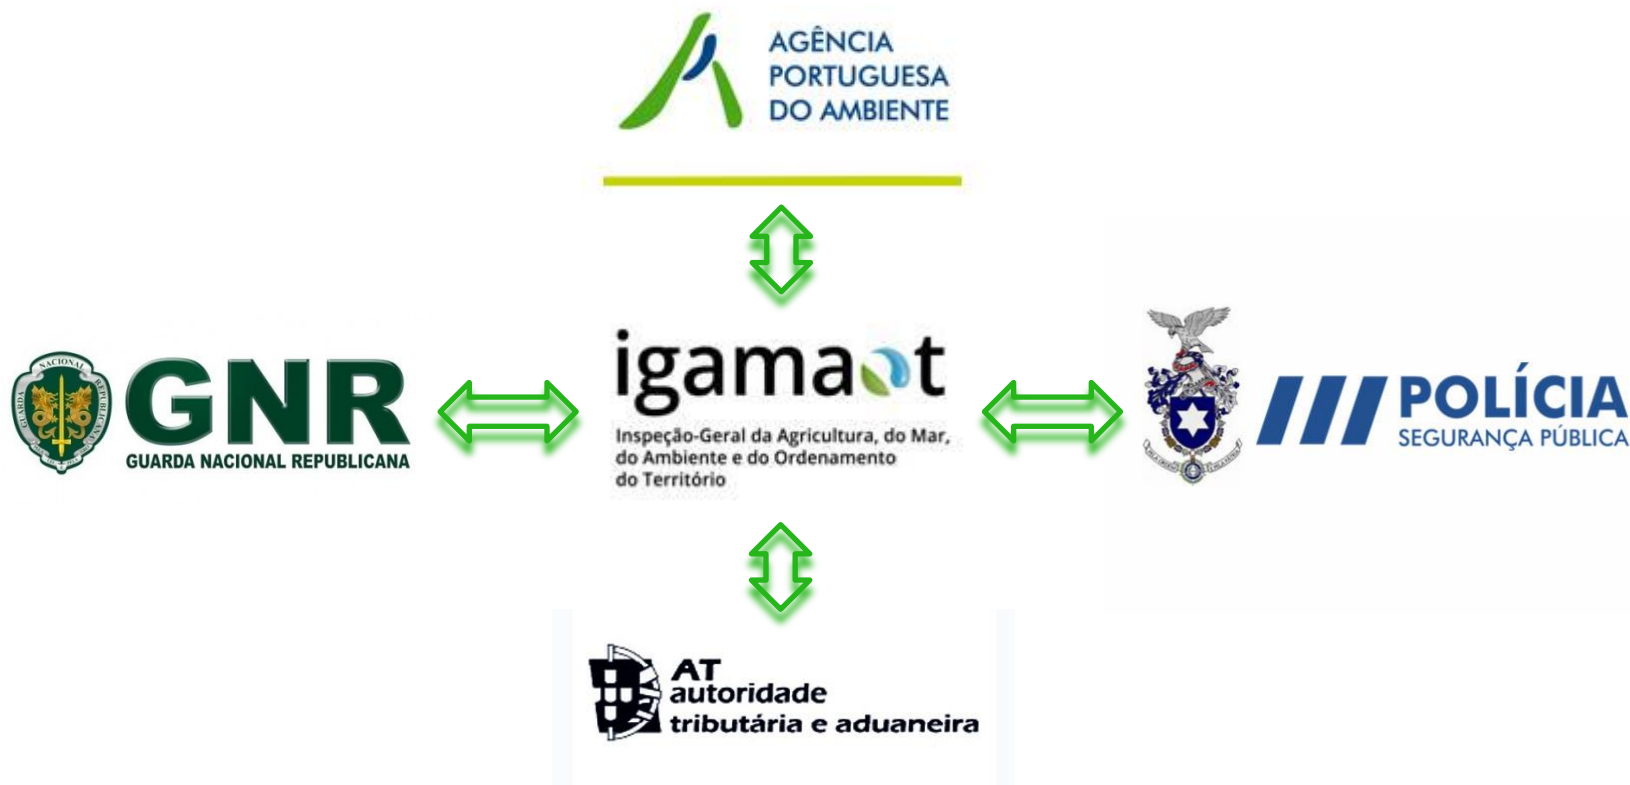 AGÊNCIA
PORTUGUESA
DO AMBIENTE
GNR
GUARDA NACIONAL REPUBLICANA
igamaot
Inspeção-Geral da Agricultura, do Mar,
do Ambiente e do Ordenamento
do Território
POLÍCIA
SEGURANÇA PÚBLICA
AT
autoridade
tributária e aduaneira